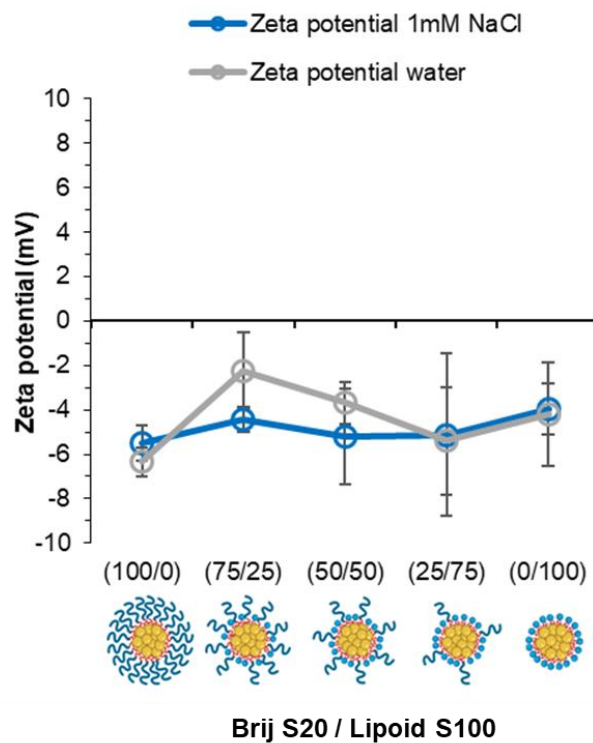 Zeta potential 1mM NaCl
Zeta potential water
Zeta potential (mV)
10
8
6
4
2
0
-2
-4
-6
-8
-10
(100/0) (75/25) (50/50) (25/75) (0/100)
Brij S20 / Lipoid S100